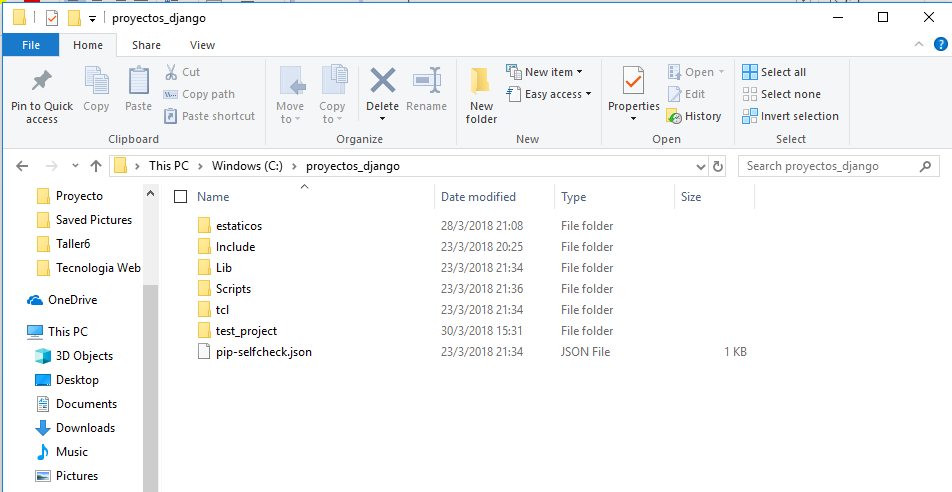 proyectos_django
File Home Share View
Pin to Quick access
Copy
Paste
Cut
Copy path
Paste shortcut
Clipboard
Move to
Copy to
Delete
Rename
Organize
New folder
New item
Easy access
New
Properties
Open
Edit
History
Open
Select all
Select none
Invert selection
Select
This PC Windows (C:) proyectos_django
Search proyectos_django
Proyecto
Saved Pictures
Taller6
Tecnologia Web
OneDrive
This PC
3D Objects
Desktop
Documents
Downloads
Music
Pictures
Name Date modified Type Size
estaticos 28/3/2018 21:08 File folder
Include 23/3/2018 20:25 File folder
Lib 23/3/2018 21:34 File folder
Scripts 23/3/2018 21:36 File folder
tcl 23/3/2018 21:34 File folder
test_project 30/3/2018 15:31 File folder
pip-selfcheck.json 23/3/2018 21:34 JSON File 1 KB